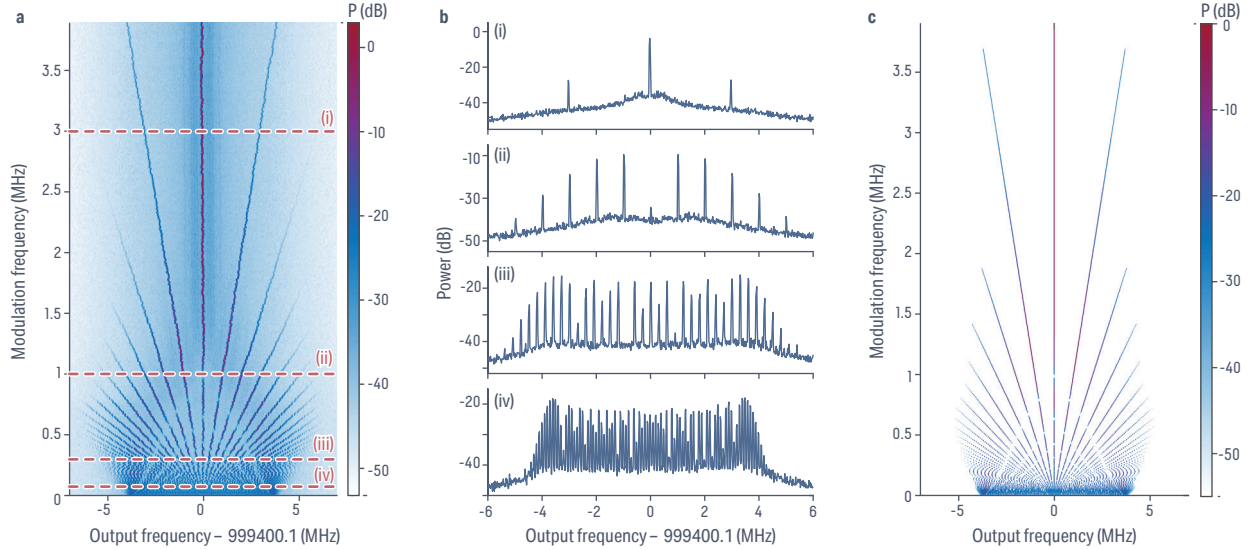 a
P (dB)
0
-10
-20
-30
-40
-50
3.5
3
2.5
2
1.5
1
0.5
0
(i)
(ii)
(iii)
(iv)
Modulation frequency (MHz)
-5
0
5
Output frequency – 999400.1 (MHz)
b
(i)
0
-20
-40
(ii)
-10
-30
-50
(iii)
-20
-40
(iv)
-20
-40
Power (dB)
-6
-4
-2
0
2
4
6
Output frequency – 999400.1 (MHz)
c
P (dB)
0
-10
-20
-30
-40
-50
3.5
3
2.5
2
1.5
1
0.5
0
Modulation frequency (MHz)
-5
0
5
Output frequency (MHz)